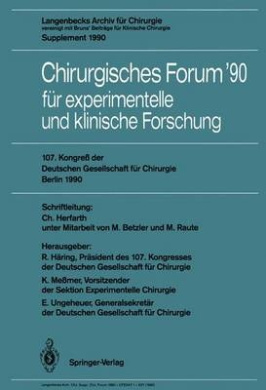 Langenbecks Archiv für Chirurgie
vereinigt mit Bruns' Beiträge für Klinische Chirurgie
Supplement 1990
Chirurgisches Forum '90
für experimentelle
und klinische Forschung
107. Kongreß der
Deutschen Gesellschaft für Chirurgie
Berlin 1990
Schriftleitung:
Ch. Herfarth
unter Mitarbeit von M. Betzler und M. Raute
Herausgeber:
R. Häring, Präsident des 107. Kongresses
der Deutschen Gesellschaft für Chirurgie
K. Meßmer, Vorsitzender
der Sektion Experimentelle Chirurgie
E. Ungeheuer, Generalsekretär
der Deutschen Gesellschaft für Chirurgie
Springer-Verlag